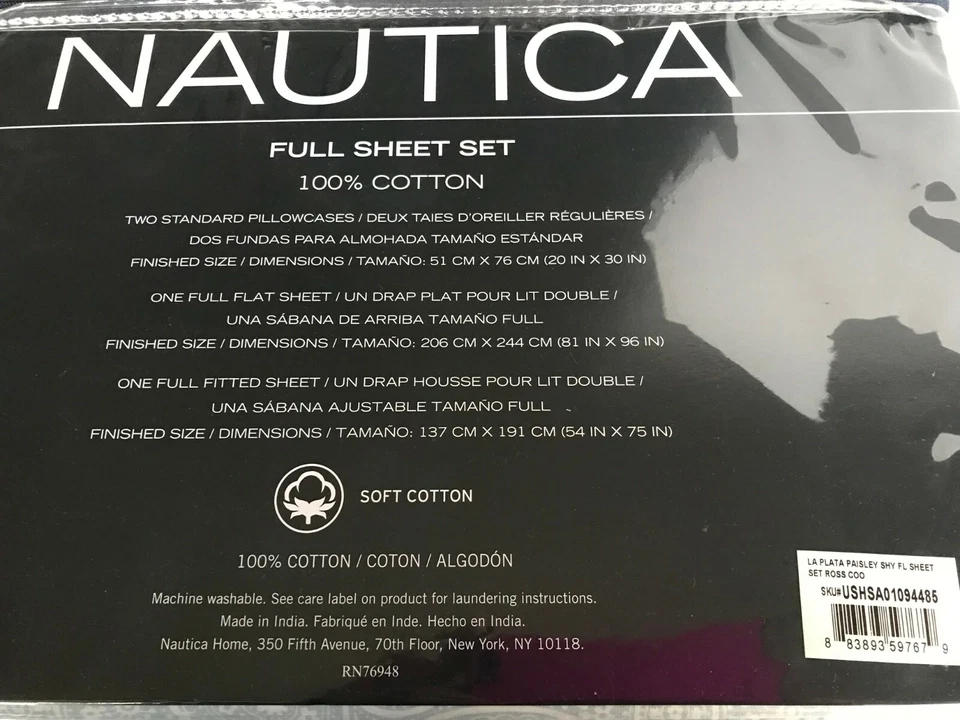 NAUTICA
FULL SHEET SET
100% COTTON
TWO STANDARD PILLOWCASES / DEUX TAIES D'OREILLER RÉGULIÈRES /
DOS FUNDAS PARA ALMOHADA TAMAÑO ESTÁNDAR
FINISHED SIZE / DIMENSIONS / TAMAÑO: 51 CM X 76 CM (20 IN X 30 IN)
ONE FULL FLAT SHEET / UN DRAP PLAT POUR LIT DOUBLE /
UNA SÁBANA DE ARRIBA TAMAÑO FULL
FINISHED SIZE / DIMENSIONS / TAMAÑO: 206 CM X 244 CM (81 IN X 96 IN)
ONE FULL FITTED SHEET / UN DRAP HOUSSE POUR LIT DOUBLE /
UNA SÁBANA AJUSTABLE TAMAÑO FULL
FINISHED SIZE / DIMENSIONS / TAMAÑO: 137 CM X 191 CM (54 IN X 75 IN)
SOFT COTTON
100% COTTON / COTON / ALGODÓN
Machine washable. See care label on product for laundering instructions.
Made in India. Fabriqué en Inde. Hecho en India.
Nautica Home, 350 Fifth Avenue, 70th Floor, New York, NY 10118.
RN76948
LA PLATA PAISLEY SHY FL SHEET
SET ROSS COO
SKU# USHSA01094485
8 83893 59767 9